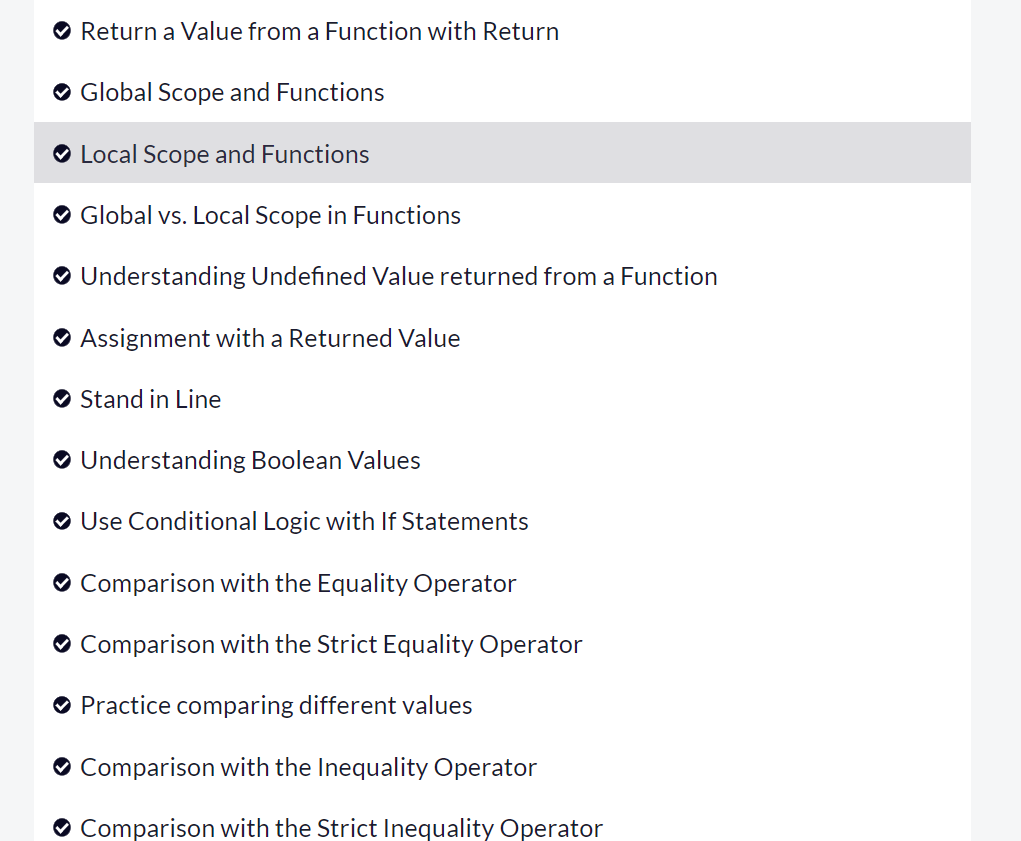 Return a Value from a Function with Return
Global Scope and Functions
Local Scope and Functions
Global vs. Local Scope in Functions
Understanding Undefined Value returned from a Function
Assignment with a Returned Value
Stand in Line
Understanding Boolean Values
Use Conditional Logic with If Statements
Comparison with the Equality Operator
Comparison with the Strict Equality Operator
Practice comparing different values
Comparison with the Inequality Operator
Comparison with the Strict Inequality Operator